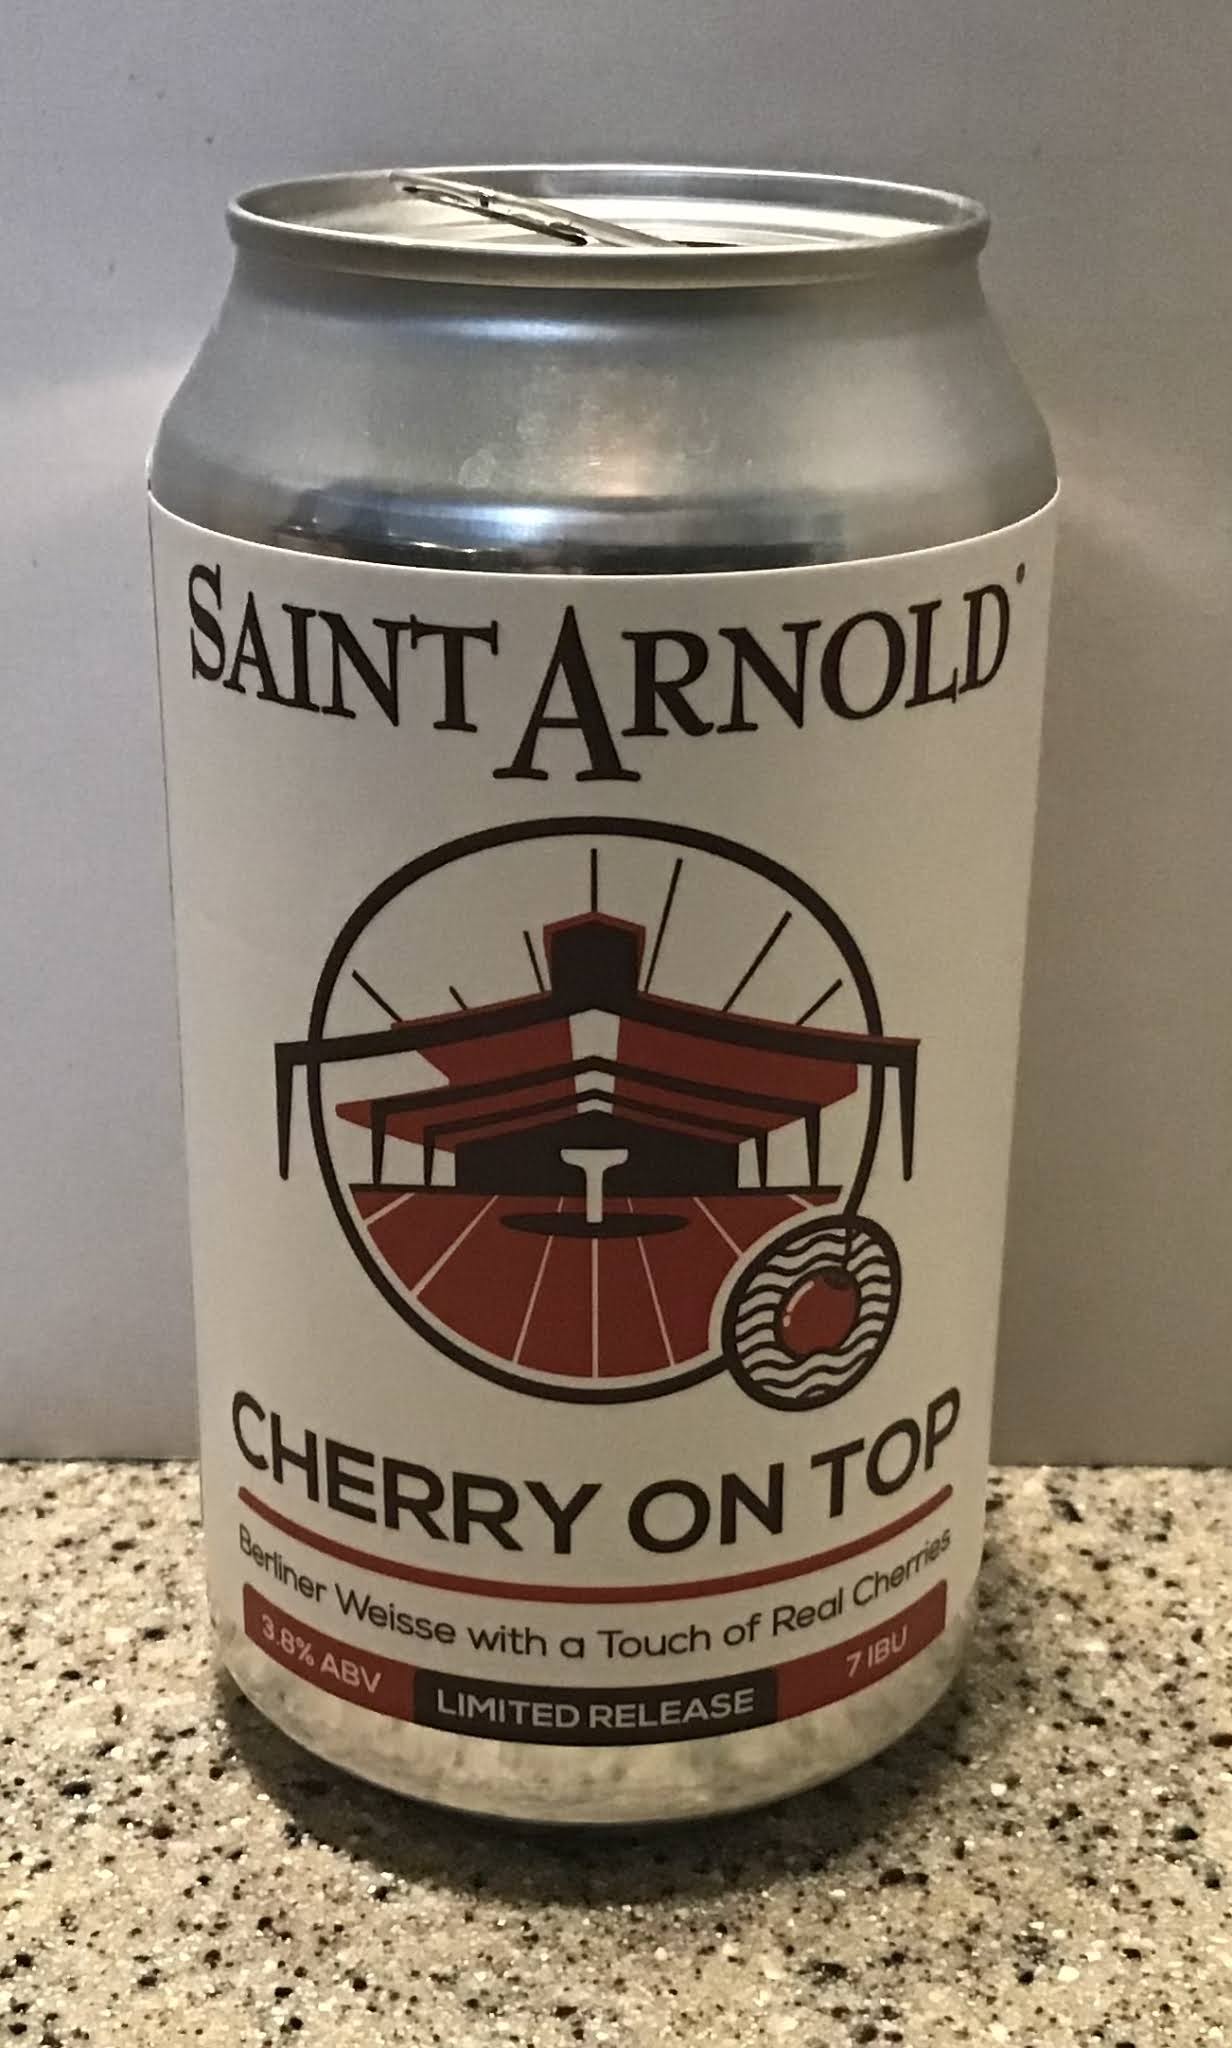 SAINT ARNOLD
CHERRY ON TOP
Berliner Weisse with a Touch of Real Cherries
3.8% ABV
LIMITED RELEASE
7 IBU